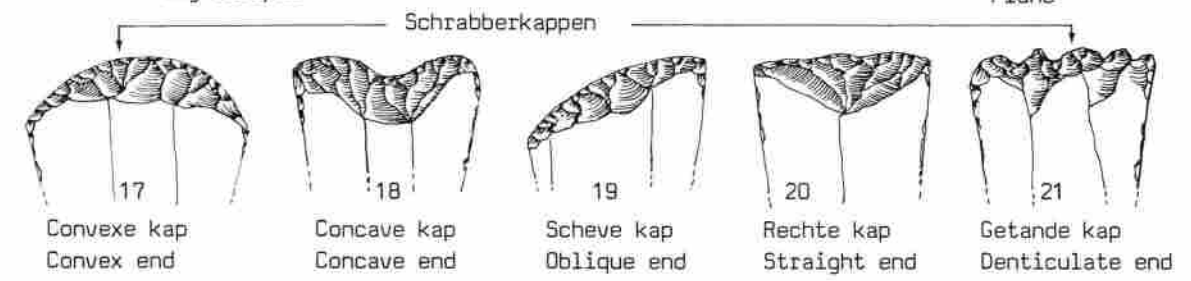 Schrabberkappen
17 18 19 20 21
Convexe kap Concave kap Scheve kap Rechte kap Getande kap
Convex end Concave end Oblique end Straight end Denticulate end